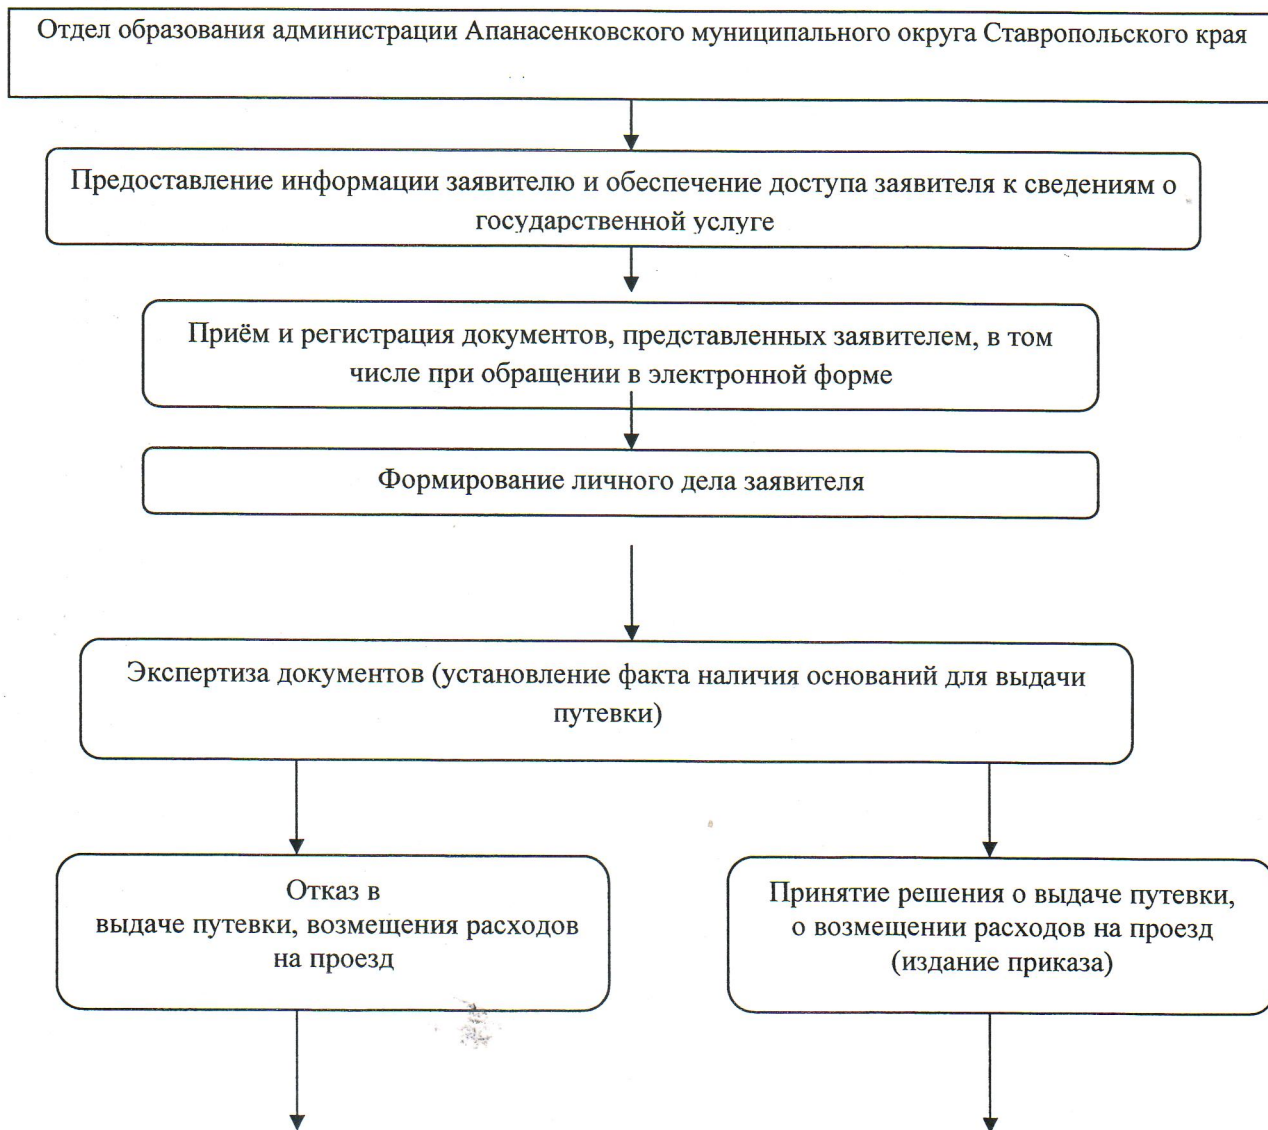 Отдел образования администрации Апанасенковского муниципального округа Ставропольского края
Предоставление информации заявителю и обеспечение доступа заявителя к сведениям о
государственной услуге
Приём и регистрация документов, представленных заявителем, в том
числе при обращении в электронной форме
Формирование личного дела заявителя
Экспертиза документов (установление факта наличия оснований для выдачи
путевки)
Отказ в
выдаче путевки, возмещения расходов
на проезд
Принятие решения о выдаче путевки,
о возмещении расходов на проезд
(издание приказа)